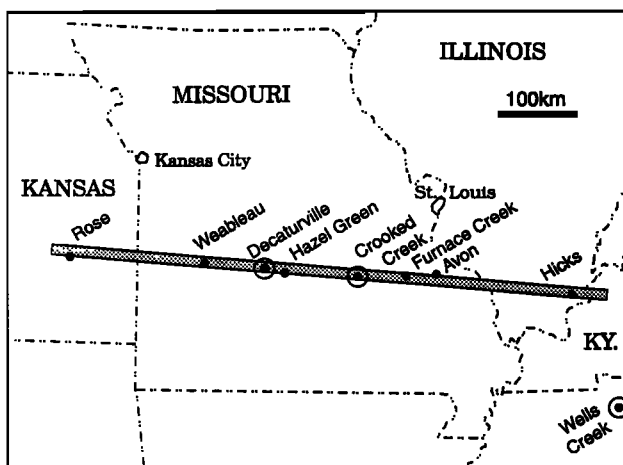 ILLINOIS
MISSOURI
100km
Kansas City
KANSAS
St. Louis
Rose
Weableau
Decaturville
Hazel Green
Crooked
Creek
Furnace Creek
Avon
Hicks
KY.
Wells
Creek